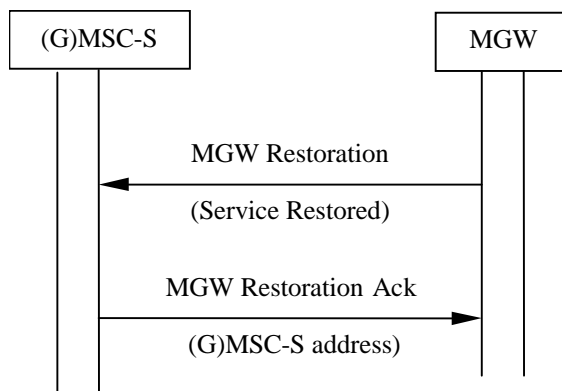 (G)MSC-S
MGW
MGW Restoration
(Service Restored)
MGW Restoration Ack
(G)MSC-S address)